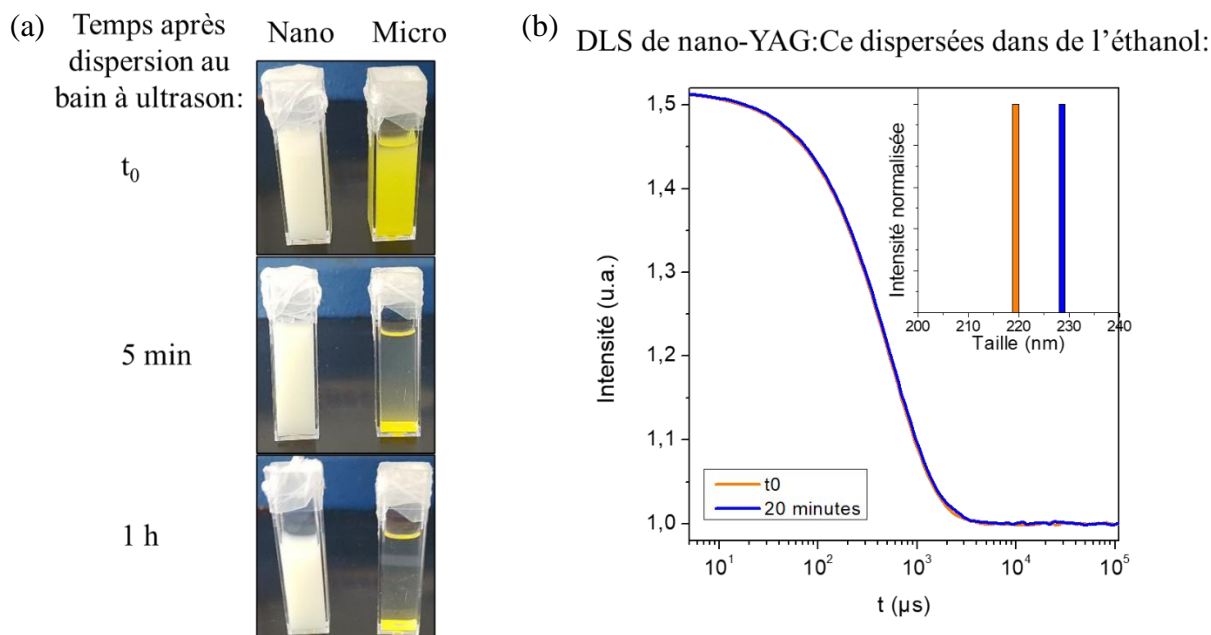 (a)
Temps après
dispersion au
bain à ultrason:
Nano Micro
t₀
5 min
1 h
(b)
DLS de nano-YAG:Ce dispersées dans de l’éthanol:
Intensité (u.a.)
1,5
1,4
1,3
1,2
1,1
1,0
10¹ 10² 10³ 10⁴ 10⁵
t (µs)
t0
20 minutes
Intensité normalisée
200 210 220 230 240
Taille (nm)